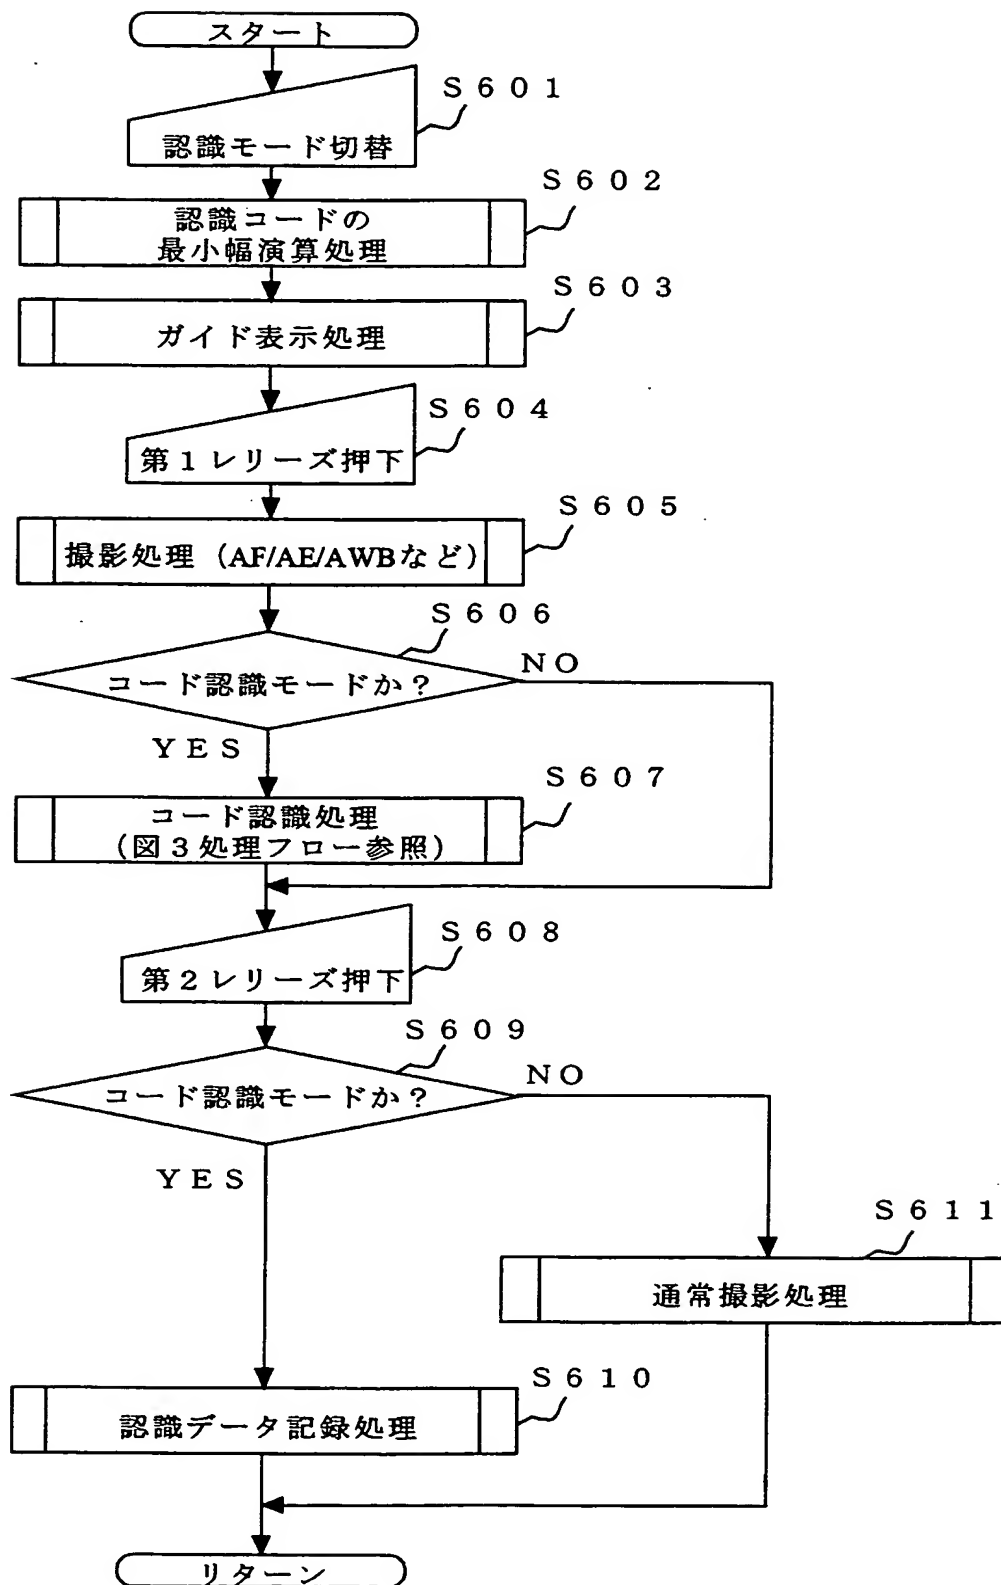 スタート
S601
認識モード切替
S602
認識コードの
最小幅演算処理
S603
ガイド表示処理
S604
第1レリーズ押下
S605
撮影処理（AF/AE/AWBなど）
S606
コード認識モードか？
NO
YES
S607
コード認識処理
（図3処理フロー参照）
S608
第2レリーズ押下
S609
コード認識モードか？
NO
YES
S611
通常撮影処理
S610
認識データ記録処理
リターン